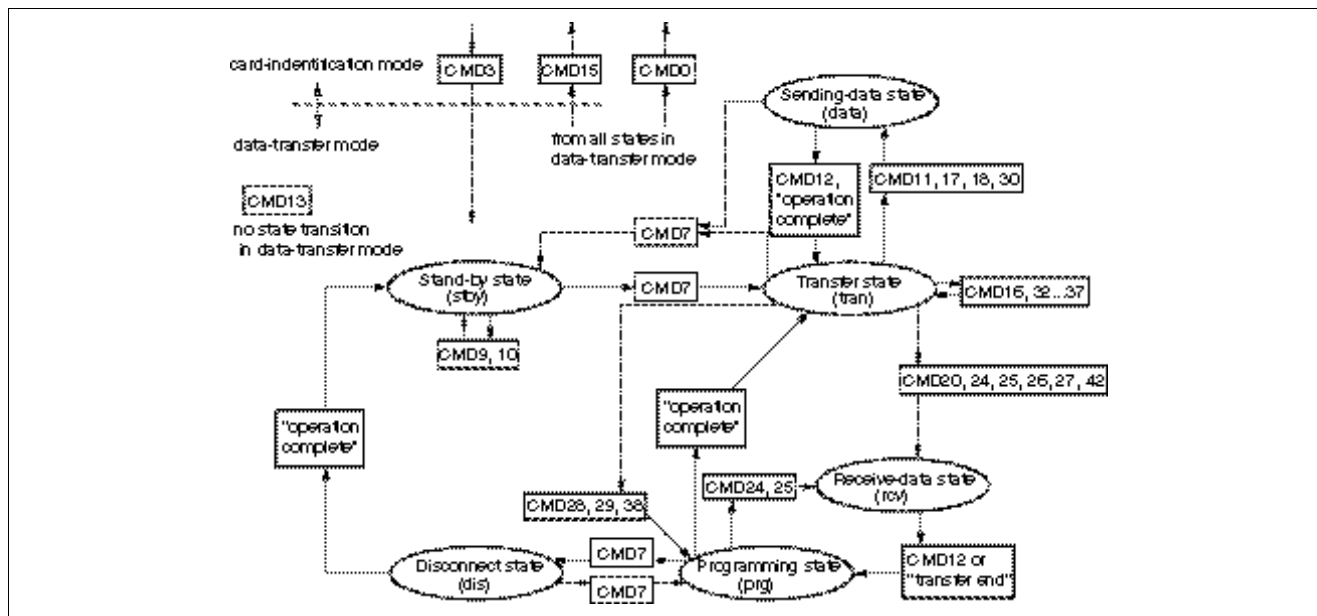 card-indentification mode
CMD3
CMD15
CMD0
data-transfer mode
from all states in
data-transfer mode
Sending-data state
(data)
CMD13
no state transition
in data-transfer mode
CMD12,
"operation
complete"
CMD11, 17, 18, 30
CMD7
Stand-by state
(stby)
CMD7
Transfer state
(tran)
CMD16, 32...37
CMD9, 10
CMD20, 24, 25, 26, 27, 42
"operation
complete"
"operation
complete"
CMD24, 25
Receive-data state
(rcv)
CMD28, 29, 38
CMD7
CMD12 or
"transfer end"
Disconnect state
(dis)
CMD7
Programming state
(prg)